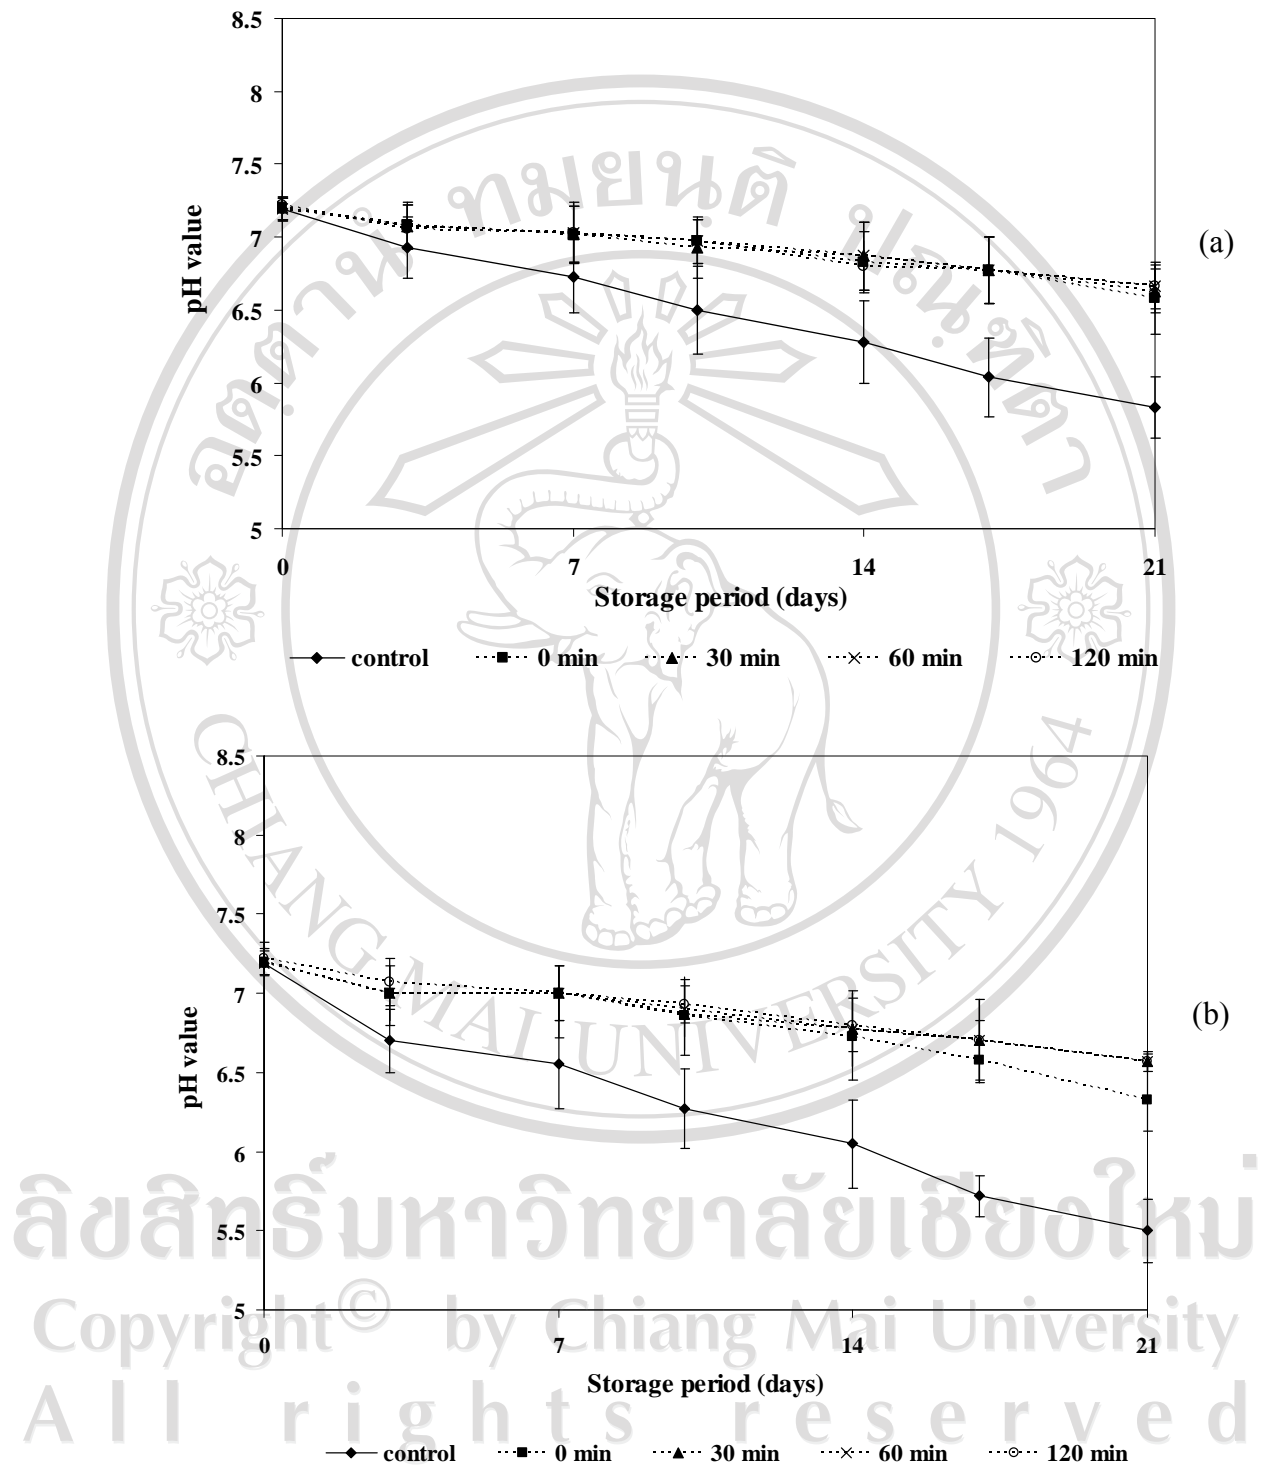 8.5
8
7.5
7
6.5
6
5.5
5
pH value
(a)
0 7 14 21
Storage period (days)
control 0 min 30 min 60 min 120 min
8.5
8
7.5
7
6.5
6
5.5
5
pH value
(b)
0 7 14 21
Storage period (days)
control 0 min 30 min 60 min 120 min
CHIANG MAI UNIVERSITY 1964
ลิขสิทธิ์มหาวิทยาลัยเชียงใหม่
Copyright© by Chiang Mai University
All rights reserved